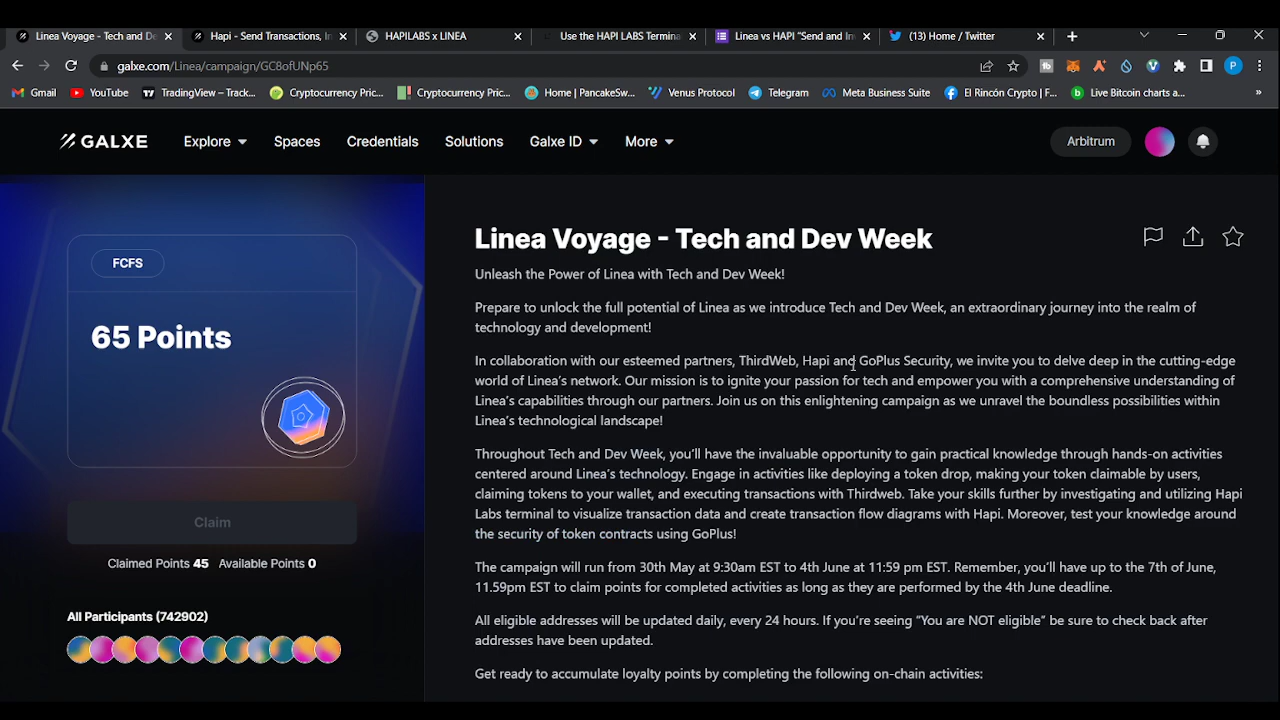 Linea Voyage - Tech and De
Hapi - Send Transactions, In
HAPILABS x LINEA
Use the HAPI LABS Termina
Linea vs HAPI "Send and In
(13) Home / Twitter
galxe.com/Linea/campaign/GC8ofUNp65
Gmail
YouTube
TradingView – Track...
Cryptocurrency Pric...
Cryptocurrency Pric...
Home | PancakeSw...
Venus Protocol
Telegram
Meta Business Suite
El Rincón Crypto | F...
Live Bitcoin charts a...
»
GALXE
Explore
Spaces
Credentials
Solutions
Galxe ID
More
Arbitrum
FCFS
65 Points
Claim
Claimed Points 45 Available Points 0
All Participants (742902)
Linea Voyage - Tech and Dev Week
Unleash the Power of Linea with Tech and Dev Week!
Prepare to unlock the full potential of Linea as we introduce Tech and Dev Week, an extraordinary journey into the realm of
technology and development!
In collaboration with our esteemed partners, ThirdWeb, Hapi and GoPlus Security, we invite you to delve deep in the cutting-edge
world of Linea's network. Our mission is to ignite your passion for tech and empower you with a comprehensive understanding of
Linea's capabilities through our partners. Join us on this enlightening campaign as we unravel the boundless possibilities within
Linea's technological landscape!
Throughout Tech and Dev Week, you'll have the invaluable opportunity to gain practical knowledge through hands-on activities
centered around Linea's technology. Engage in activities like deploying a token drop, making your token claimable by users,
claiming tokens to your wallet, and executing transactions with Thirdweb. Take your skills further by investigating and utilizing Hapi
Labs terminal to visualize transaction data and create transaction flow diagrams with Hapi. Moreover, test your knowledge around
the security of token contracts using GoPlus!
The campaign will run from 30th May at 9:30am EST to 4th June at 11:59 pm EST. Remember, you'll have up to the 7th of June,
11.59pm EST to claim points for completed activities as long as they are performed by the 4th June deadline.
All eligible addresses will be updated daily, every 24 hours. If you're seeing "You are NOT eligible" be sure to check back after
addresses have been updated.
Get ready to accumulate loyalty points by completing the following on-chain activities: